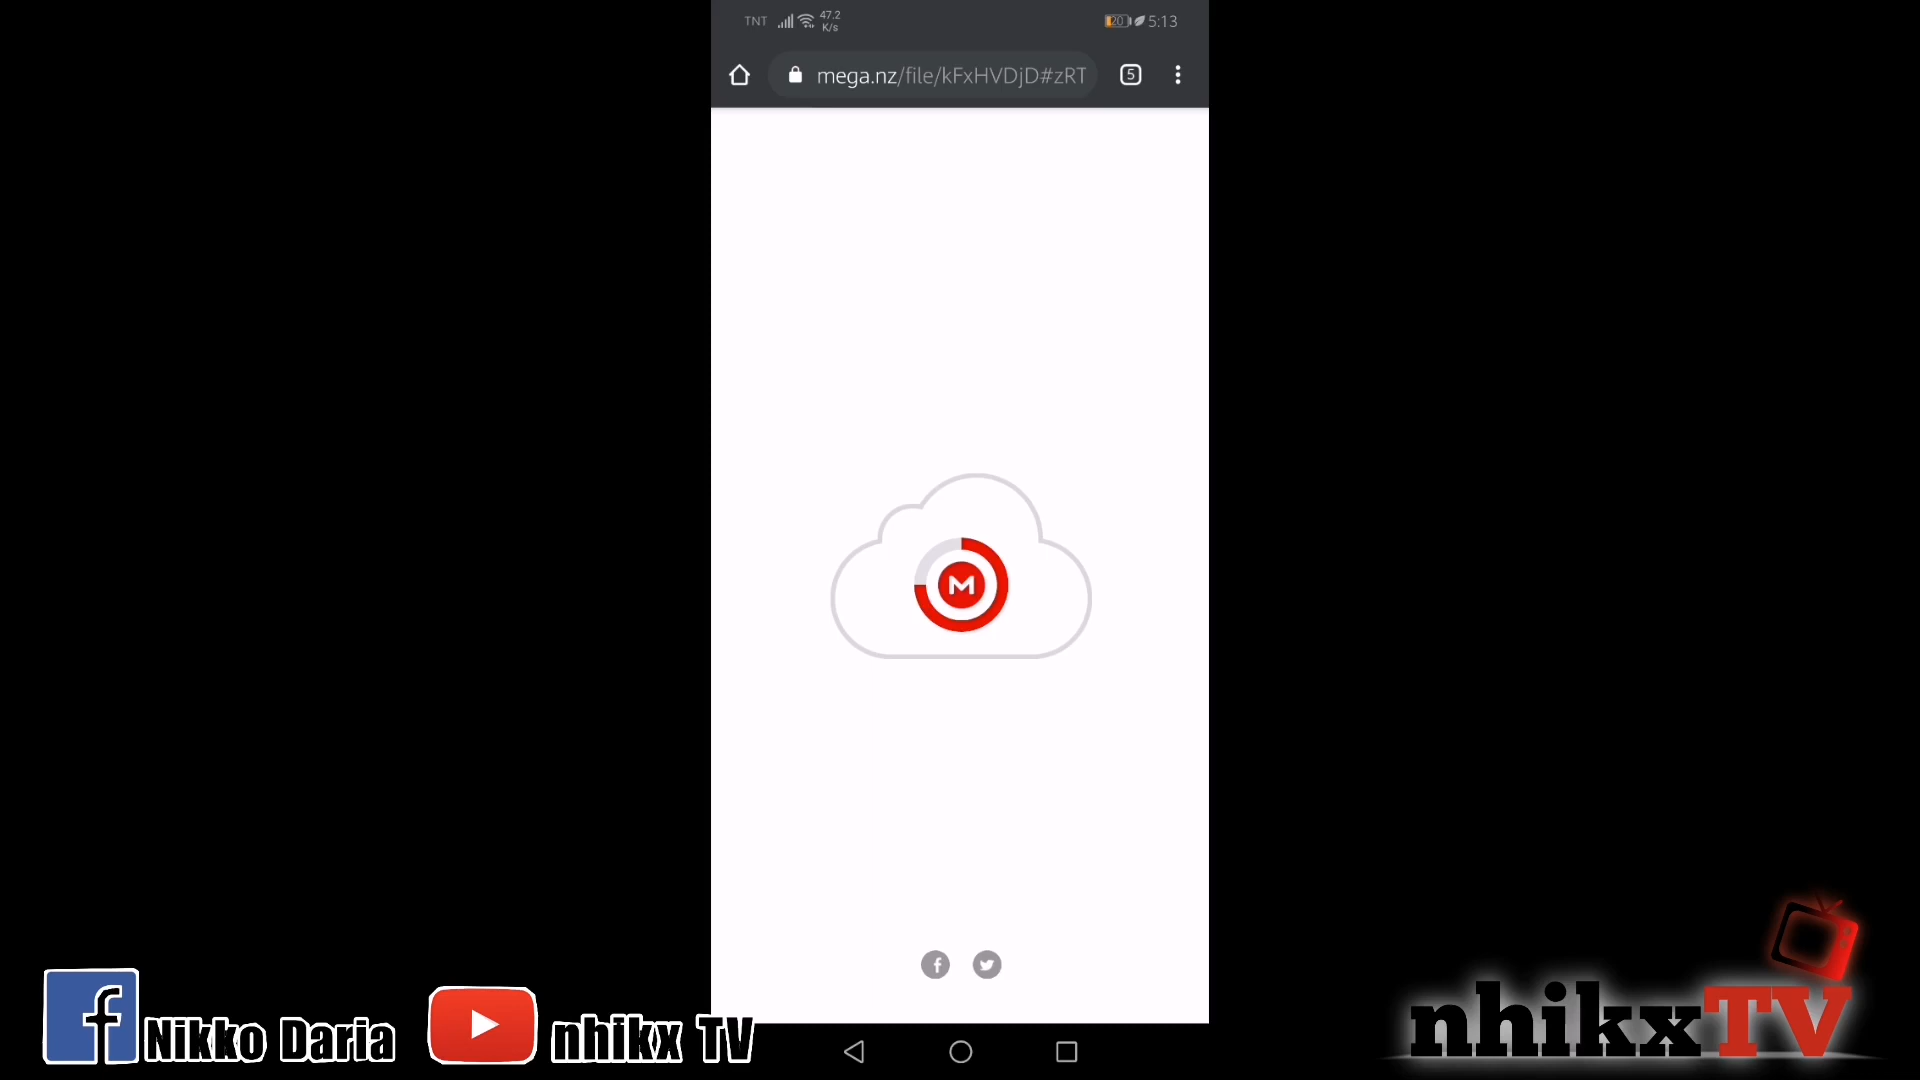 TNT
47.2
K/s
20
5:13
mega.nz/file/kFxHVDjD#zRT
5
M
Nikko Daria
nhikx TV
nhikxTV